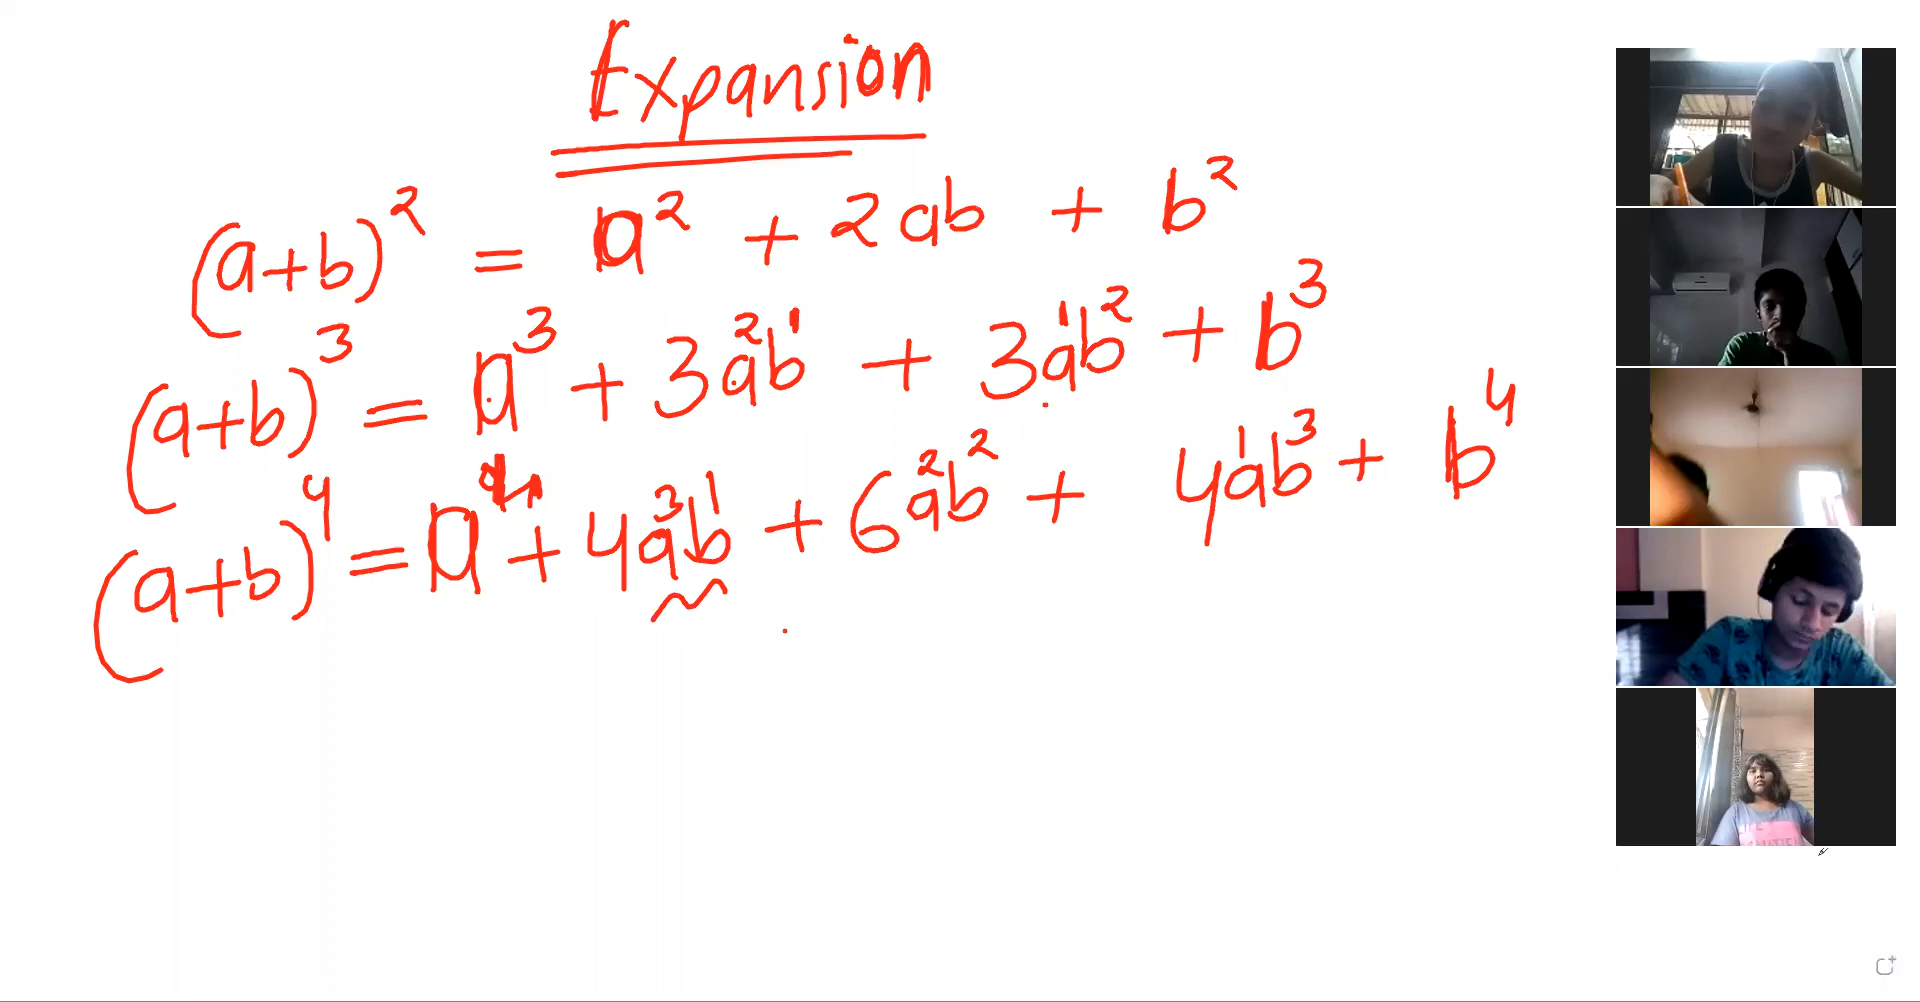 Expansion
(a+b)² = a² + 2ab + b²
(a+b)³ = a³ + 3a²b¹ + 3a¹b² + b³
(a+b)⁴ = a⁴ + 4a³b¹ + 6a²b² + 4a¹b³ + b⁴